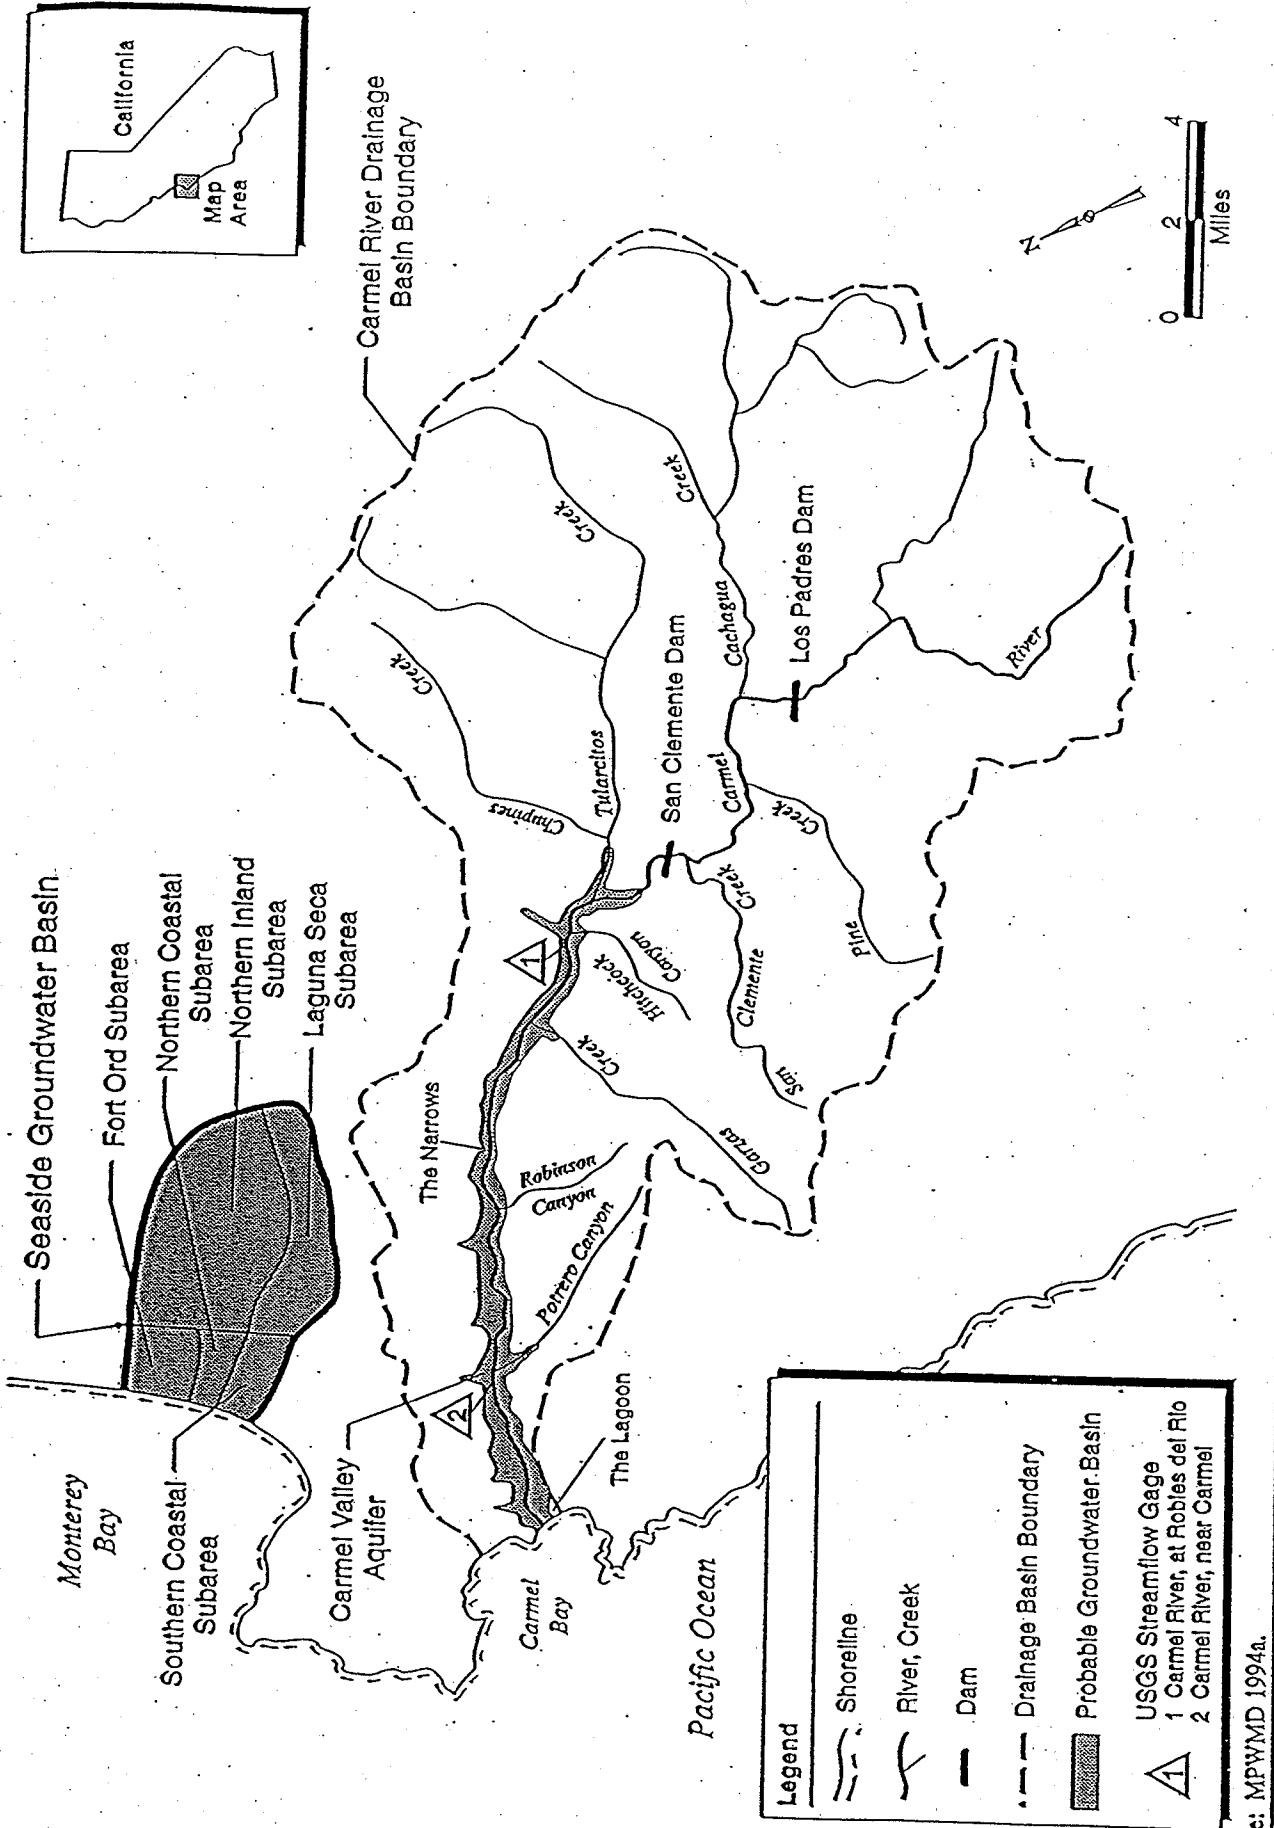 Seaside Groundwater Basin
Fort Ord Subarea
Northern Coastal
Subarea
Northern Inland
Subarea
Laguna Seca
Subarea
California
Map
Area
Monterey
Bay
Southern Coastal
Subarea
Carmel River Drainage
Basin Boundary
Carmel Valley
Aquifer
2
The Narrows
1
Chupines
Creek
Tularcitos
Creek
San Clemente Dam
Cachagua
Creek
Carmel
River
Los Padres Dam
Carmel
Bay
The Lagoon
Potrero Canyon
Robinson
Canyon
Garzas
Creek
Hitchcock
Canyon
San
Clemente
Creek
Pine
Creek
Pacific Ocean
N
0
2
4
Miles
Legend
Shoreline
River, Creek
Dam
Drainage Basin Boundary
Probable Groundwater Basin
1
USGS Streamflow Gage
1 Carmel River, at Robles del Rio
2 Carmel River, near Carmel
e: MPWMD 1994a.